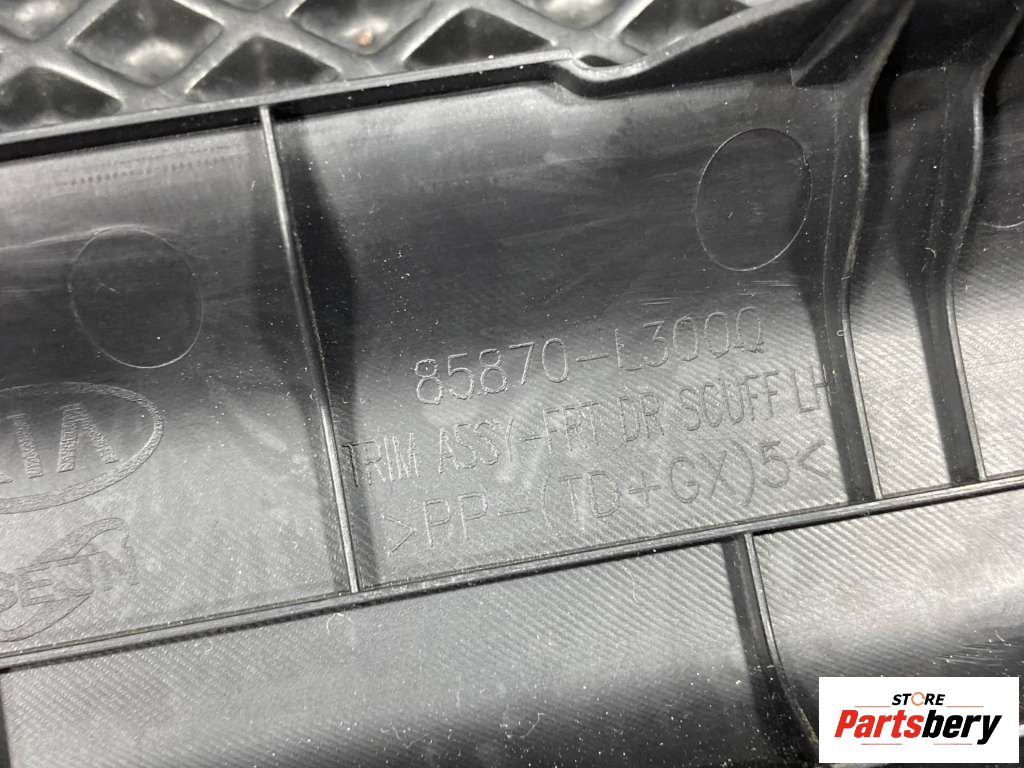 85870-L3000
TRIM ASSY-FRT DR SCUFF LH
>PP-(TD+GX)5<
KIA
STORE
Partsbery